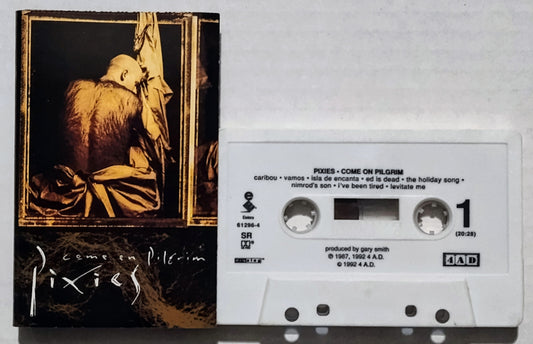 come on Pilgrim
Pixies
PIXIES • COME ON PILGRIM
caribou • vamos • isla de encanta • ed is dead • the holiday song •
nimrod's son • i've been tired • levitate me
e
Elektra
61296-4
SR
1
(20:28)
produced by gary smith
℗ 1987, 1992 4 A.D.
© 1992 4 A.D.
4AD